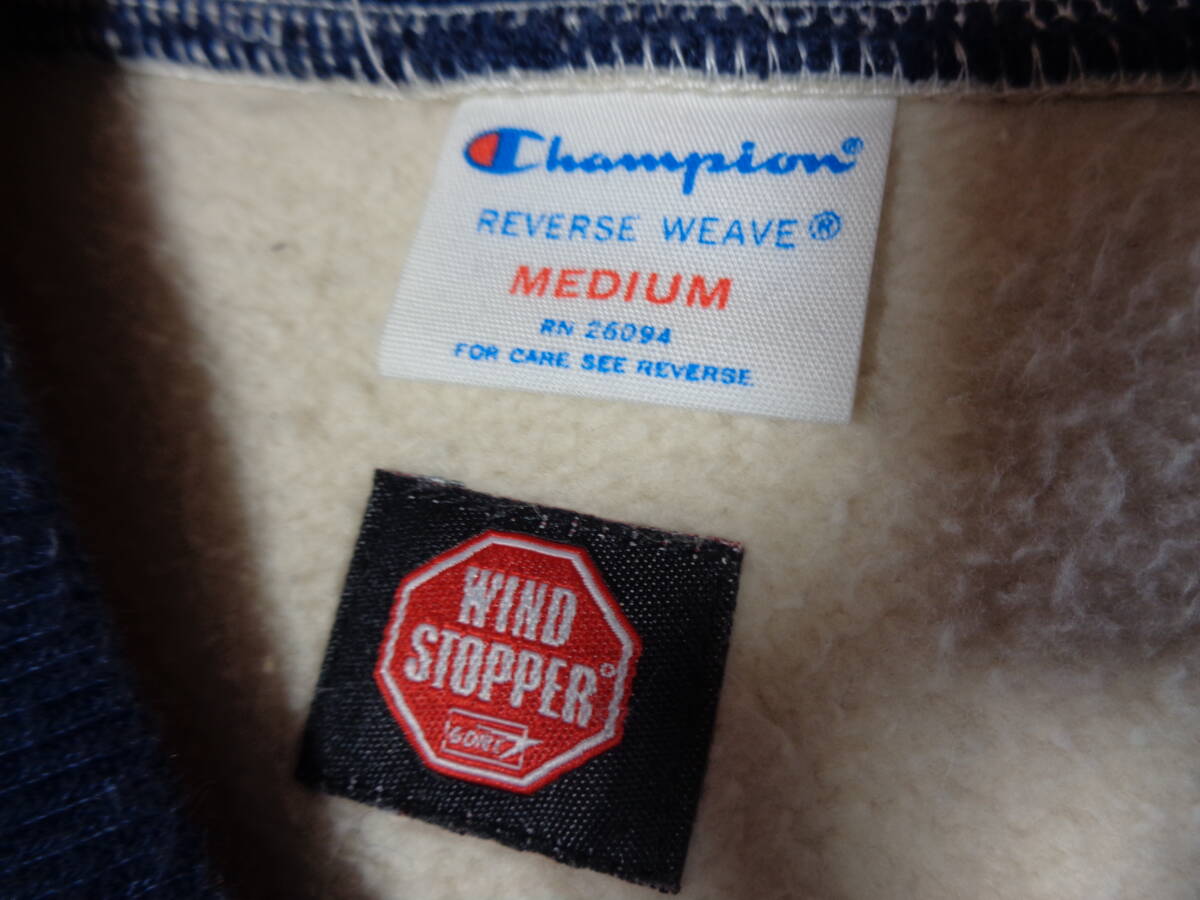 Champion®
REVERSE WEAVE®
MEDIUM
RN 26094
FOR CARE SEE REVERSE.
WIND
STOPPER®
GORE